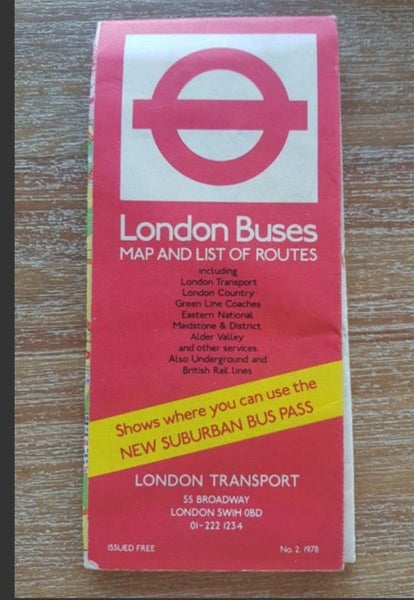 London Buses
MAP AND LIST OF ROUTES
including
London Transport
London Country
Green Line Coaches
Eastern National
Maidstone & District
Alder Valley
and other services.
Also Underground and
British Rail lines
Shows where you can use the
NEW SUBURBAN BUS PASS
LONDON TRANSPORT
55 BROADWAY
LONDON SW1H 0BD
01-222 1234
ISSUED FREE
No. 2. 1978